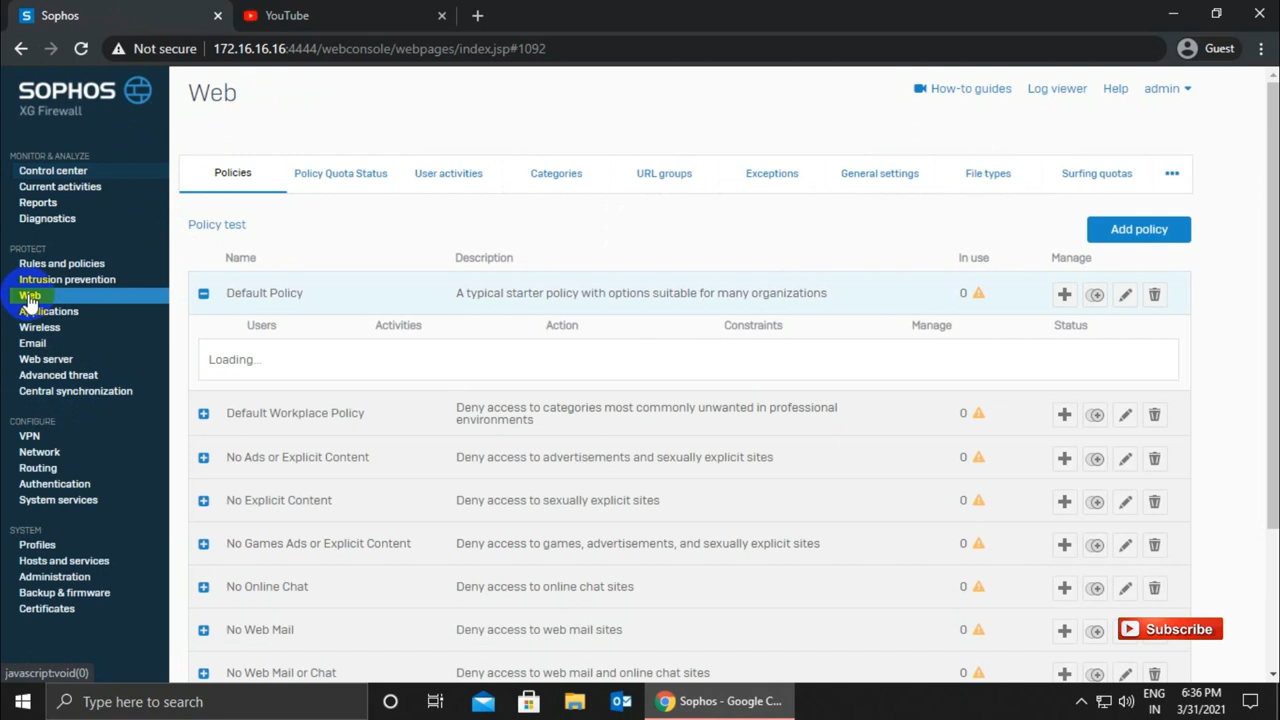 Sophos
YouTube
Not secure
172.16.16.16:4444/webconsole/webpages/index.jsp#1092
Guest
SOPHOS
XG Firewall
MONITOR & ANALYZE
Control center
Current activities
Reports
Diagnostics
PROTECT
Rules and policies
Intrusion prevention
Web
Applications
Wireless
Email
Web server
Advanced threat
Central synchronization
CONFIGURE
VPN
Network
Routing
Authentication
System services
SYSTEM
Profiles
Hosts and services
Administration
Backup & firmware
Certificates
javascript:void(0)
Web
How-to guides Log viewer Help admin
Policies Policy Quota Status User activities Categories URL groups Exceptions General settings File types Surfing quotas
Policy test
Add policy
Name Description In use Manage
Default Policy A typical starter policy with options suitable for many organizations 0
Users Activities Action Constraints Manage Status
Loading...
Default Workplace Policy Deny access to categories most commonly unwanted in professional 0
environments
No Ads or Explicit Content Deny access to advertisements and sexually explicit sites 0
No Explicit Content Deny access to sexually explicit sites 0
No Games Ads or Explicit Content Deny access to games, advertisements, and sexually explicit sites 0
No Online Chat Deny access to online chat sites 0
No Web Mail Deny access to web mail sites 0
Subscribe
No Web Mail or Chat Deny access to web mail and online chat sites 0
Type here to search
Sophos - Google C...
ENG
IN
6:36 PM
3/31/2021